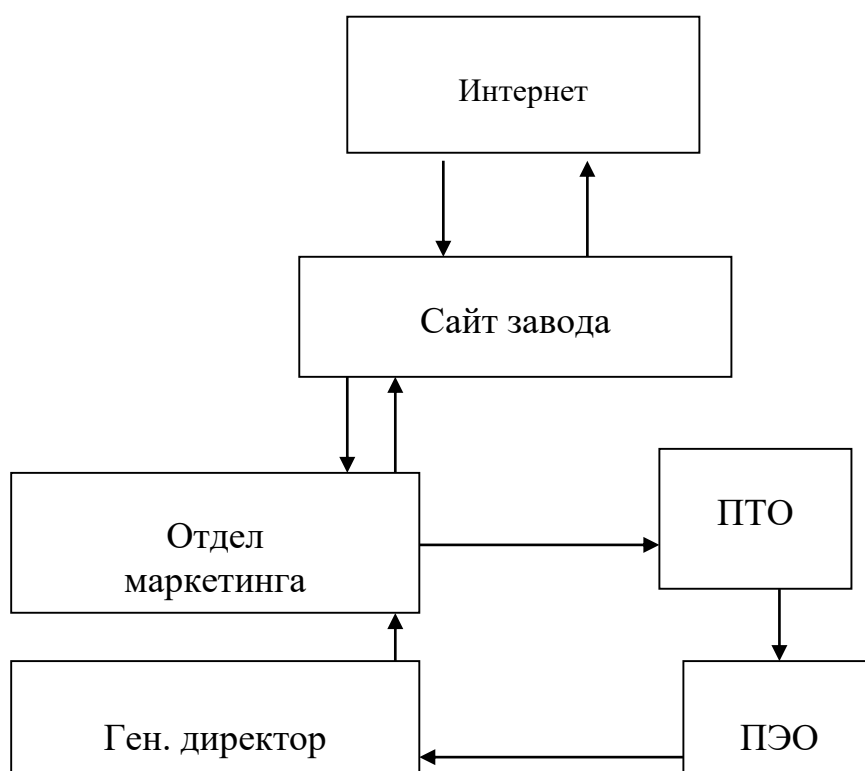 Интернет
Сайт завода
ПТО
Отдел
маркетинга
Ген. директор
ПЭО